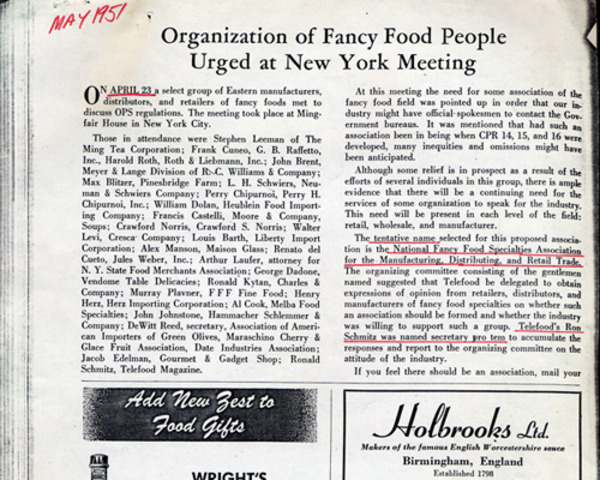 MAY 1951
Organization of Fancy Food People
Urged at New York Meeting
ON APRIL 23 a select group of Eastern manufacturers,
distributors, and retailers of fancy foods met to
discuss OPS regulations. The meeting took place at Ming-
fair House in New York City.
Those in attendance were Stephen Leeman of The
Ming Tea Corporation; Frank Cuneo, G. B. Raffetto,
Inc., Harold Roth, Roth & Liebmann, Inc.; John Brent,
Meyer & Lange Division of R. C. Williams & Company;
Max Blitzer, Pinesbridge Farm; L. H. Schwiers, Neu-
man & Schwiers Company; Perry Chipurnoi, Perry H.
Chipurnoi, Inc.; William Dolan, Heublein Food Import-
ing Company; Francis Castelli, Moore & Company,
Soups; Crawford Norris, Crawford S. Norris; Walter
Levi, Cresca Company; Louis Barth, Liberty Import
Corporation; Alex Manson, Maison Glass; Renato del
Cueto, Jules Weber, Inc.; Arthur Laufer, attorney for
N. Y. State Food Merchants Association; George Dadone,
Vendome Table Delicacies; Ronald Kytan, Charles &
Company; Murray Plavner, F F F Fine Food; Henry
Herz, Herz Importing Corporation; Al Cook, Melba Food
Specialties; John Johnstone, Hammacher Schlemmer &
Company; DeWitt Reed, secretary, Association of Ameri-
can Importers of Green Olives, Maraschino Cherry &
Glace Fruit Association, Date Industries Association;
Jacob Edelman, Gourmet & Gadget Shop; Ronald
Schmitz, Telefood Magazine.
At this meeting the need for some association of the
fancy food field was pointed up in order that our in-
dustry might have official spokesmen to contact the Gov-
ernment bureaus. It was mentioned that had such an
association been in being when CPR 14, 15, and 16 were
developed, many inequities and omissions might have
been anticipated.
Although some relief is in prospect as a result of the
efforts of several individuals in this group, there is ample
evidence that there will be a continuing need for the
services of some organization to speak for the industry.
This need will be present in each level of the field:
retail, wholesale, and manufacturer.
The tentative name selected for this proposed associa-
tion is the National Fancy Food Specialties Association
for the Manufacturing, Distributing, and Retail Trade.
The organizing committee consisting of the gentlemen
named suggested that Telefood be delegated to obtain
expressions of opinion from retailers, distributors, and
manufacturers of fancy food specialties on whether such
an association should be formed and whether the industry
was willing to support such a group. Telefood's Ron
Schmitz was named secretary pro tem to accumulate the
responses and report to the organizing committee on the
attitude of the industry.
If you feel there should be an association, mail your
Add New Zest to
Food Gifts
WRIGHT'S
Holbrooks Ltd.
Makers of the famous English Worcestershire sauce
Birmingham, England
Established 1798